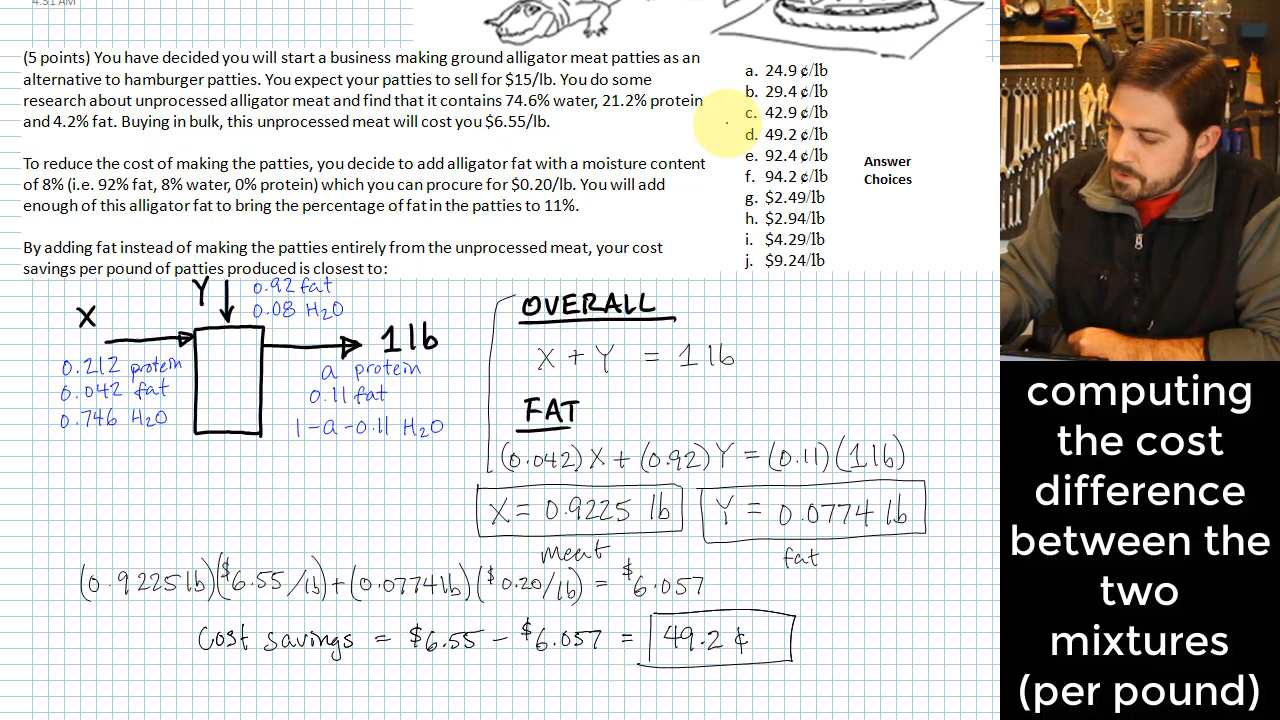 (5 points) You have decided you will start a business making ground alligator meat patties as an
alternative to hamburger patties. You expect your patties to sell for $15/lb. You do some
research about unprocessed alligator meat and find that it contains 74.6% water, 21.2% protein
and 4.2% fat. Buying in bulk, this unprocessed meat will cost you $6.55/lb.
To reduce the cost of making the patties, you decide to add alligator fat with a moisture content
of 8% (i.e. 92% fat, 8% water, 0% protein) which you can procure for $0.20/lb. You will add
enough of this alligator fat to bring the percentage of fat in the patties to 11%.
By adding fat instead of making the patties entirely from the unprocessed meat, your cost
savings per pound of patties produced is closest to:
a. 24.9 ¢/lb
b. 29.4 ¢/lb
c. 42.9 ¢/lb
d. 49.2 ¢/lb
e. 92.4 ¢/lb
f. 94.2 ¢/lb
g. $2.49/lb
h. $2.94/lb
i. $4.29/lb
j. $9.24/lb
Answer
Choices
Y
0.92 fat
0.08 H₂O
X
1 lb
0.212 protein
0.042 fat
0.746 H₂O
a protein
0.11 fat
1-a-0.11 H₂O
OVERALL
X + Y = 1 lb
FAT
(0.042)X + (0.92)Y = (0.11)(1 lb)
X = 0.9225 lb
Y = 0.0774 lb
meat
fat
(0.9225 lb)($6.55/lb)+(0.0774 lb)($0.20/lb) = $6.057
Cost savings = $6.55 - $6.057 = 49.2 ¢
computing
the cost
difference
between the
two
mixtures
(per pound)